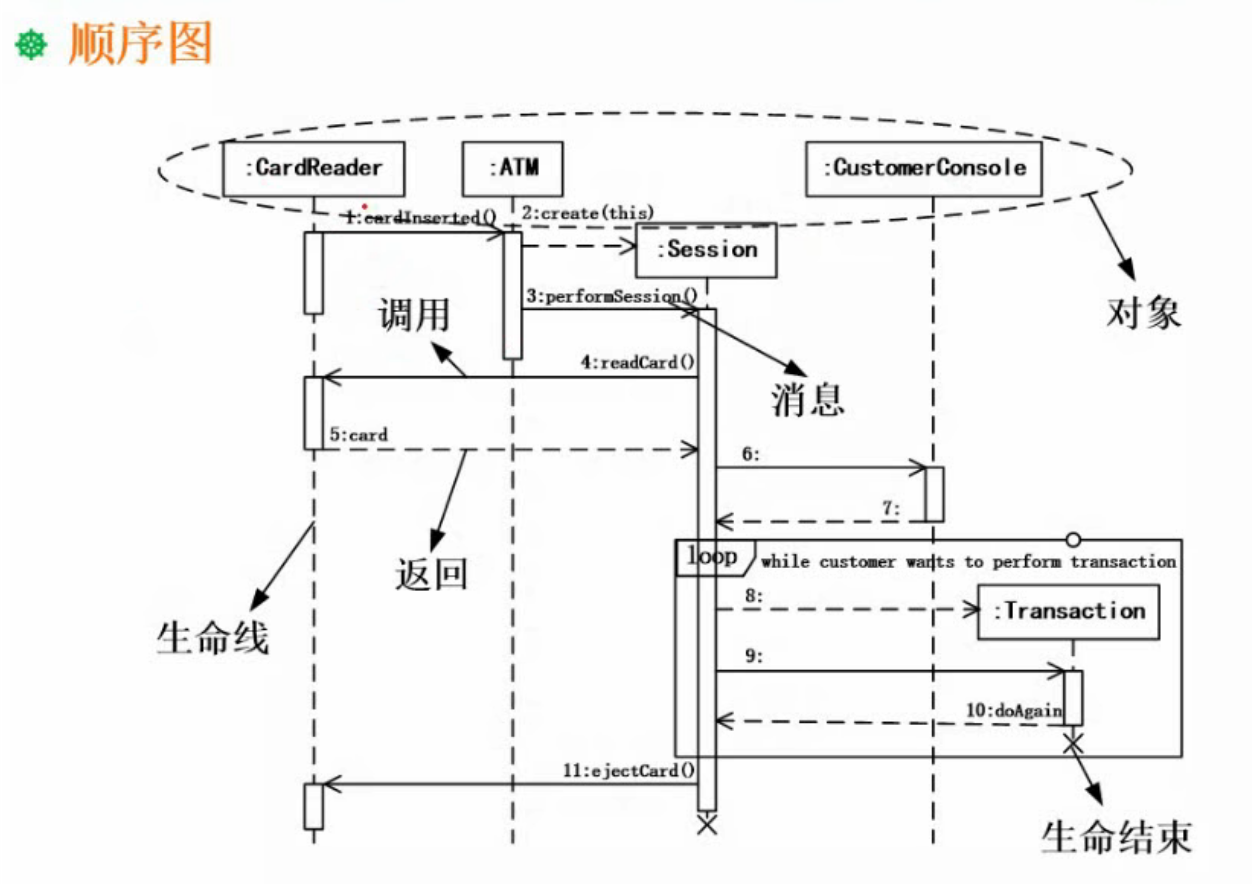 顺序图
:CardReader
:ATM
:CustomerConsole
1:cardInserted()
2:create(this)
:Session
对象
3:performSession()
调用
4:readCard()
消息
5:card
6:
7:
返回
loop
while customer wants to perform transaction
8:
:Transaction
生命线
9:
10:doAgain
11:ejectCard()
生命结束